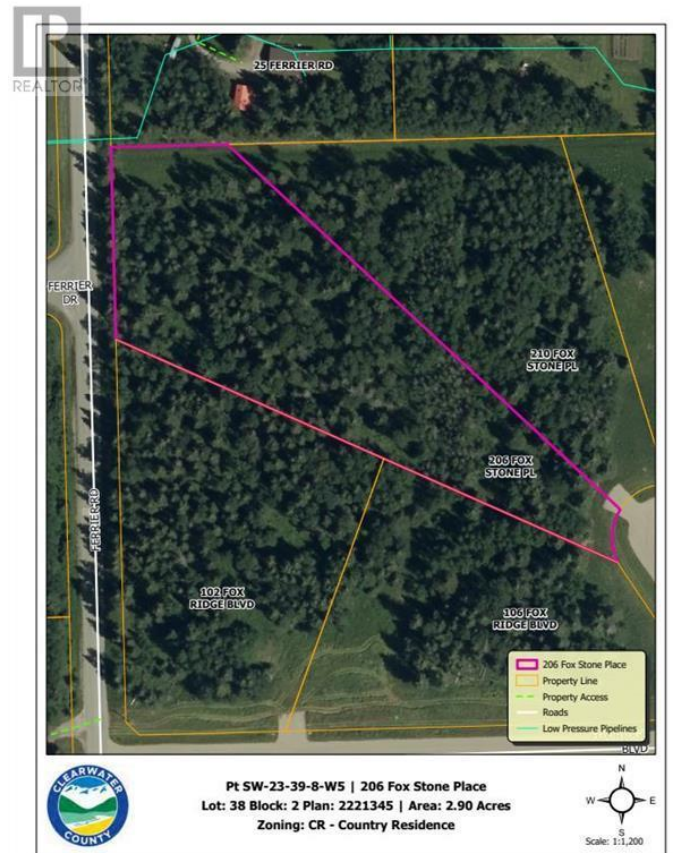 REALTOR
25 FERRIER RD
FERRIER
DR
210 FOX
STONE PL
206 FOX
STONE PL
FERRIER RD
102 FOX
RIDGE BLVD
106 FOX
RIDGE BLVD
206 Fox Stone Place
Property Line
Property Access
Roads
Low Pressure Pipelines
BLVD
CLEARWATER
COUNTY
Pt SW-23-39-8-W5 | 206 Fox Stone Place
Lot: 38 Block: 2 Plan: 2221345 | Area: 2.90 Acres
Zoning: CR - Country Residence
N
W E
S
Scale: 1:1,200